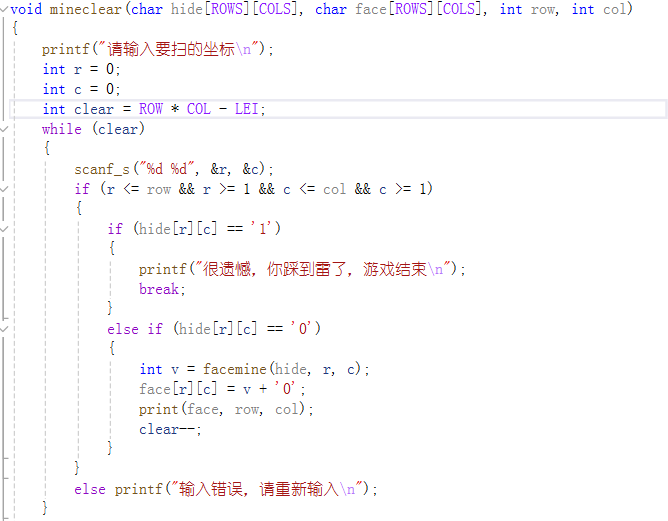 void mineclear(char hide[ROWS][COLS], char face[ROWS][COLS], int row, int col)
{
    printf("请输入要扫的坐标\n");
    int r = 0;
    int c = 0;
    int clear = ROW * COL - LEI;
    while (clear)
    {
        scanf_s("%d %d", &r, &c);
        if (r <= row && r >= 1 && c <= col && c >= 1)
        {
            if (hide[r][c] == '1')
            {
                printf("很遗憾，你踩到雷了，游戏结束\n");
                break;
            }
            else if (hide[r][c] == '0')
            {
                int v = facemine(hide, r, c);
                face[r][c] = v + '0';
                print(face, row, col);
                clear--;
            }
        }
        else printf("输入错误，请重新输入\n");
    }